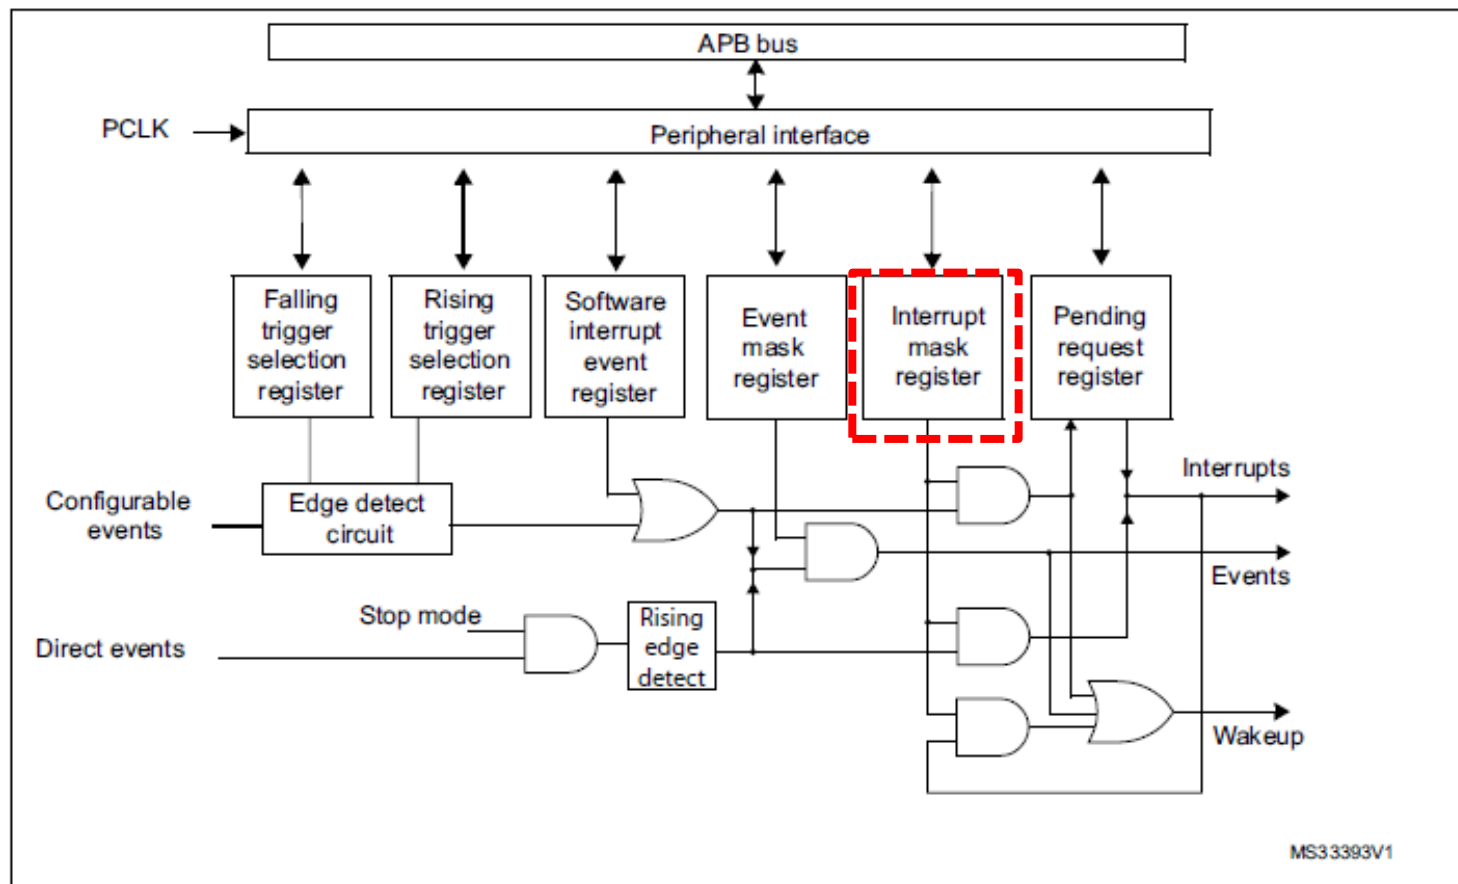 APB bus
PCLK
Peripheral interface
Falling
trigger
selection
register
Rising
trigger
selection
register
Software
interrupt
event
register
Event
mask
register
Interrupt
mask
register
Pending
request
register
Interrupts
Configurable
events
Edge detect
circuit
Events
Stop mode
Rising
edge
detect
Direct events
Wakeup
MS33393V1